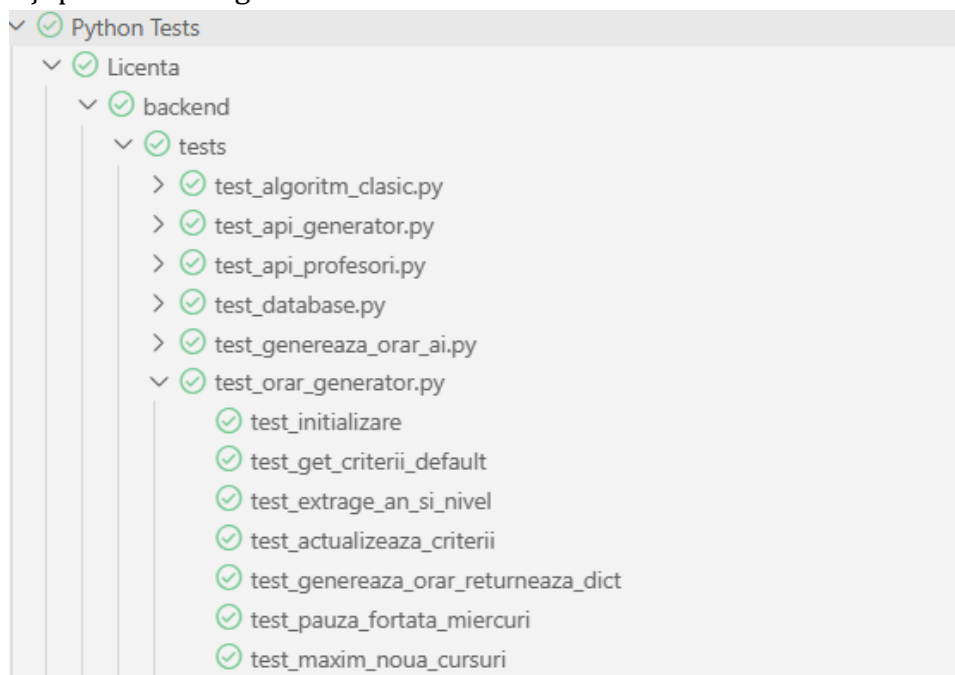 Python Tests
Licenta
backend
tests
test_algoritm_clasic.py
test_api_generator.py
test_api_profesori.py
test_database.py
test_genereaza_orar_ai.py
test_orar_generator.py
test_initializare
test_get_criterii_default
test_extrage_an_si_nivel
test_actualizeaza_criterii
test_genereaza_orar_returneaza_dict
test_pauza_fortata_miercuri
test_maxim_noua_cursuri